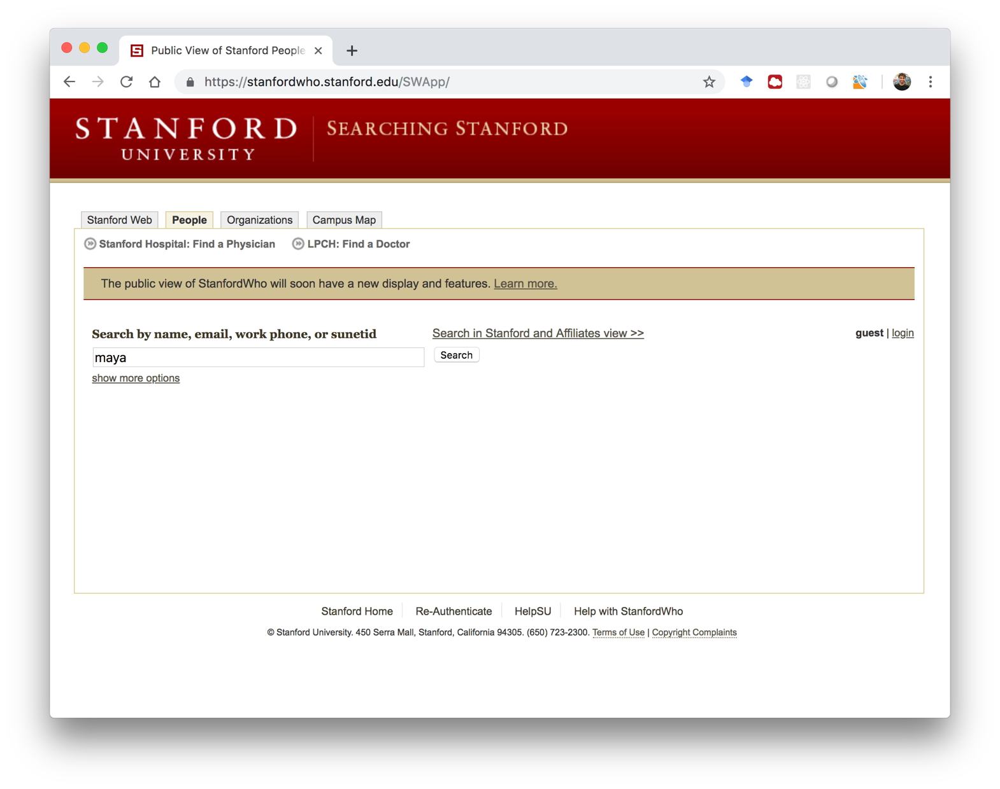 Public View of Stanford People
https://stanfordwho.stanford.edu/SWApp/
STANFORD
UNIVERSITY
SEARCHING STANFORD
Stanford Web People Organizations Campus Map
Stanford Hospital: Find a Physician LPCH: Find a Doctor
The public view of StanfordWho will soon have a new display and features. Learn more.
Search by name, email, work phone, or sunetid Search in Stanford and Affiliates view >> guest | login
maya Search
show more options
Stanford Home Re-Authenticate HelpSU Help with StanfordWho
© Stanford University. 450 Serra Mall, Stanford, California 94305. (650) 723-2300. Terms of Use | Copyright Complaints